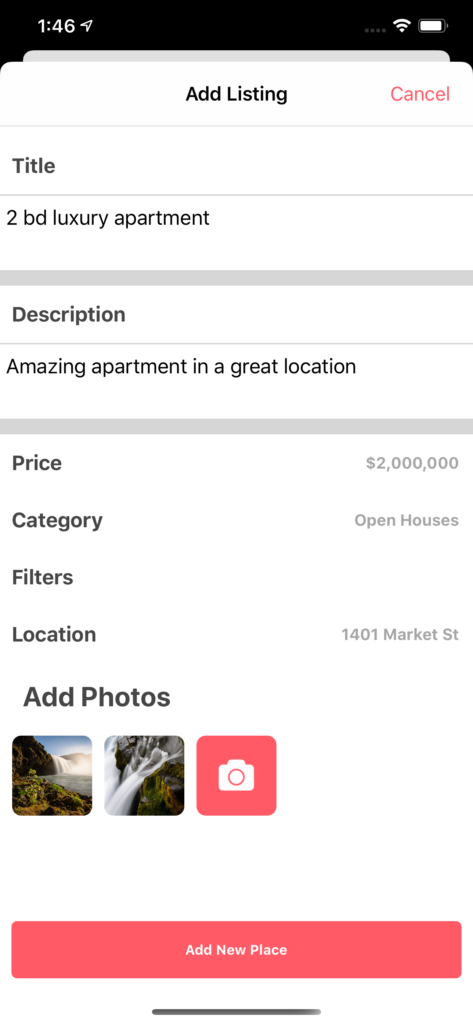 1:46
Add Listing
Cancel
Title
2 bd luxury apartment
Description
Amazing apartment in a great location
Price
$2,000,000
Category
Open Houses
Filters
Location
1401 Market St
Add Photos
Add New Place